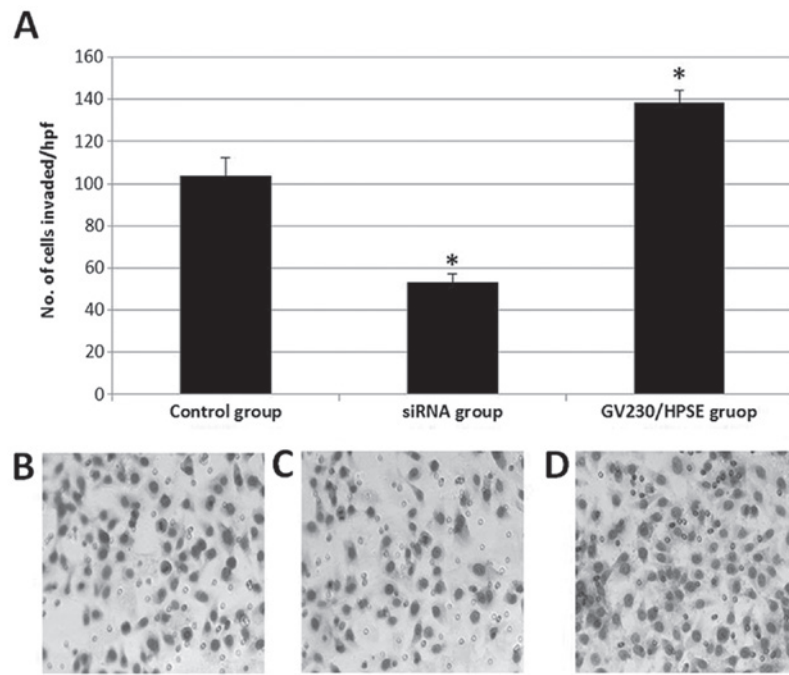 A
No. of cells invaded/hpf
160
140
120
100
80
60
40
20
0
*
*
Control group
siRNA group
GV230/HPSE gruop
B
C
D